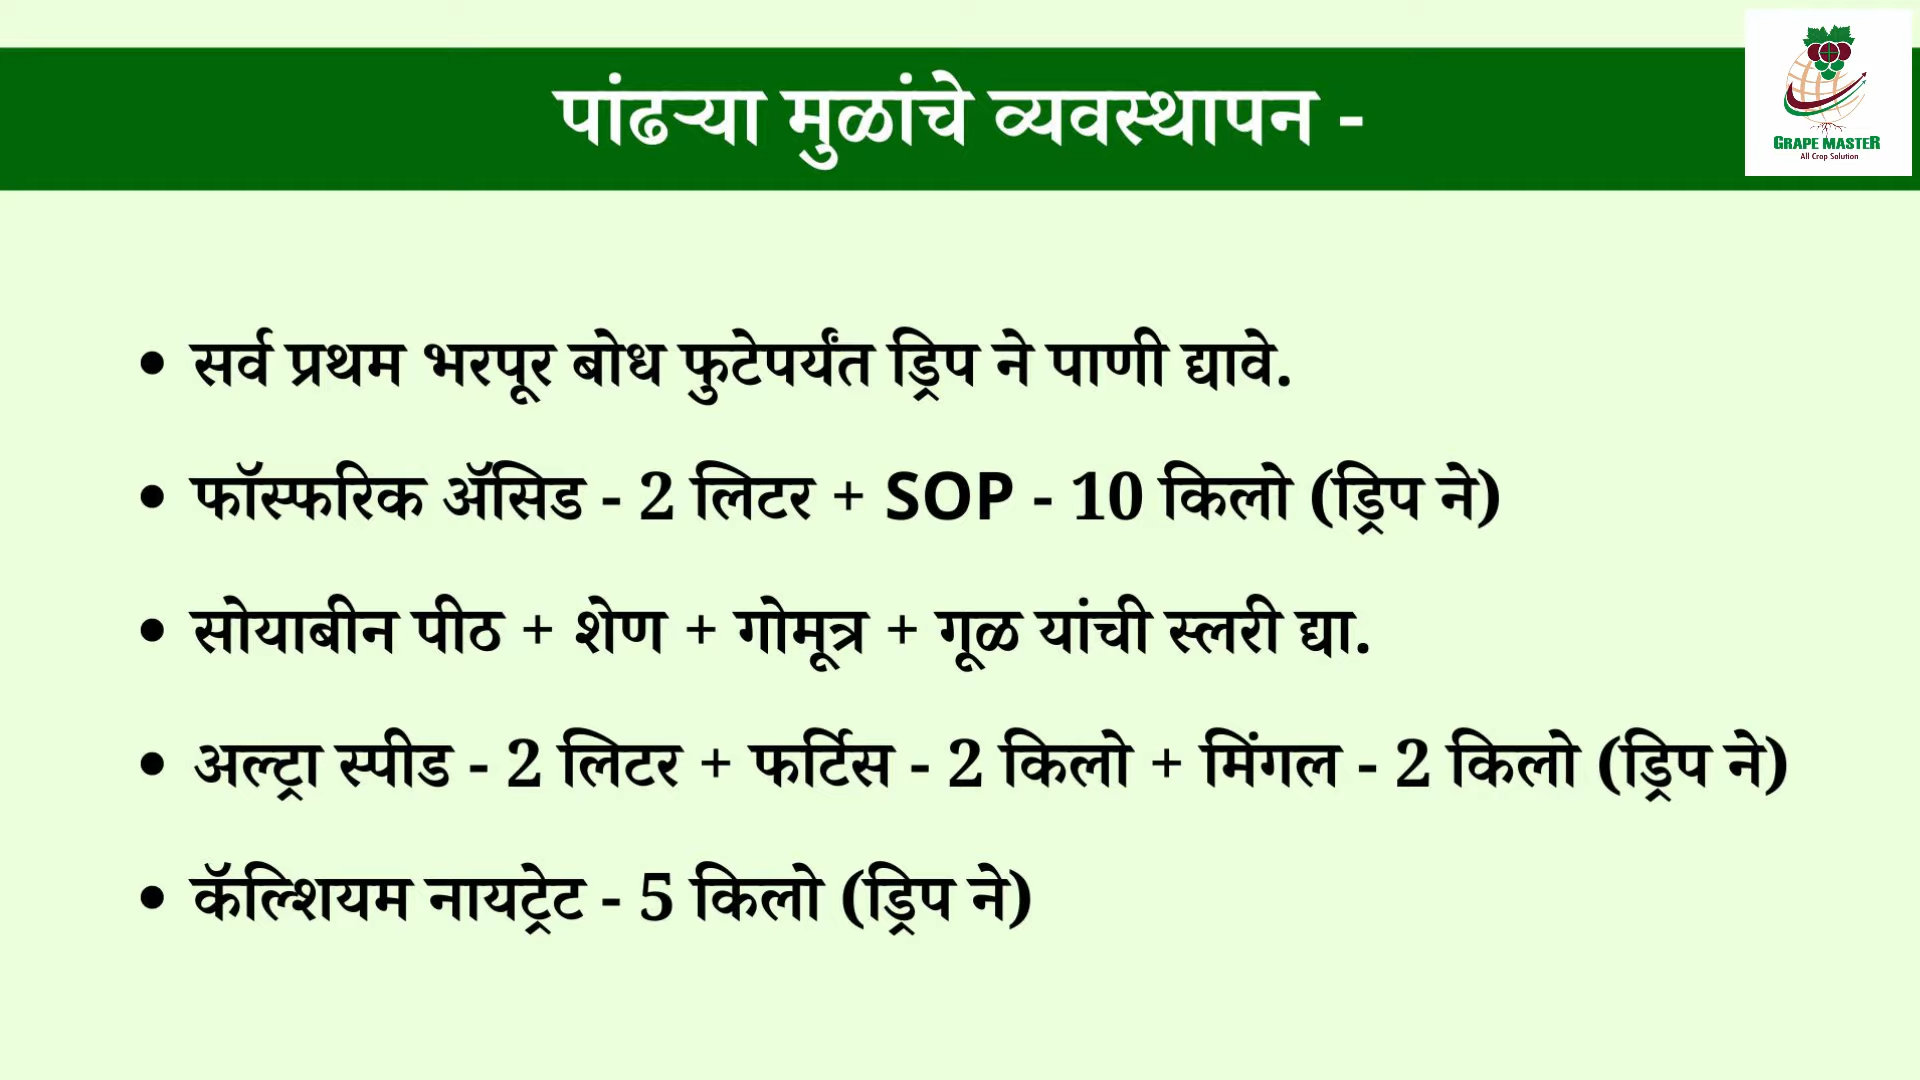 पांढऱ्या मुळांचे व्यवस्थापन -
GRAPE MASTER
All Crop Solution
• सर्व प्रथम भरपूर बोध फुटेपर्यंत ड्रिप ने पाणी द्यावे.
• फॉस्फरिक ॲसिड - 2 लिटर + SOP - 10 किलो (ड्रिप ने)
• सोयाबीन पीठ + शेण + गोमूत्र + गूळ यांची स्लरी द्या.
• अल्ट्रा स्पीड - 2 लिटर + फर्टिस - 2 किलो + मिंगल - 2 किलो (ड्रिप ने)
• कॅल्शियम नायट्रेट - 5 किलो (ड्रिप ने)